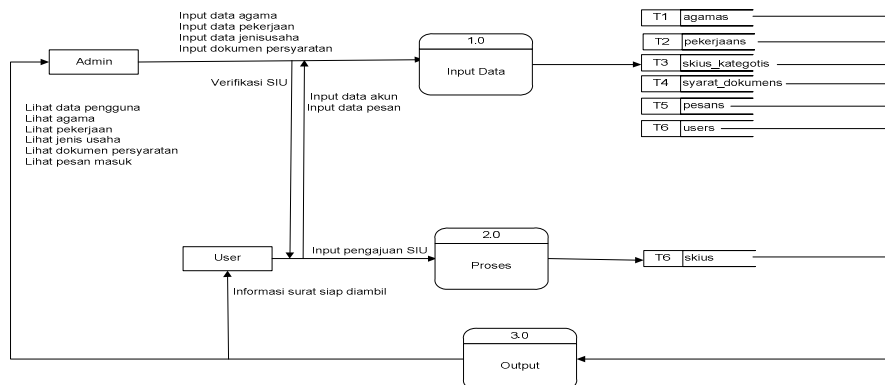 Input data agama
Input data pekerjaan
Input data jenisusaha
Input dokumen persyaratan
Admin
1.0
Input Data
T1 agamas
T2 pekerjaans
T3 skius_kategotis
T4 syarat_dokumens
T5 pesans
T6 users
Verifikasi SIU
Input data akun
Input data pesan
Lihat data pengguna
Lihat agama
Lihat pekerjaan
Lihat jenis usaha
Lihat dokumen persyaratan
Lihat pesan masuk
User
Input pengajuan SIU
2.0
Proses
T6 skius
Informasi surat siap diambil
3.0
Output